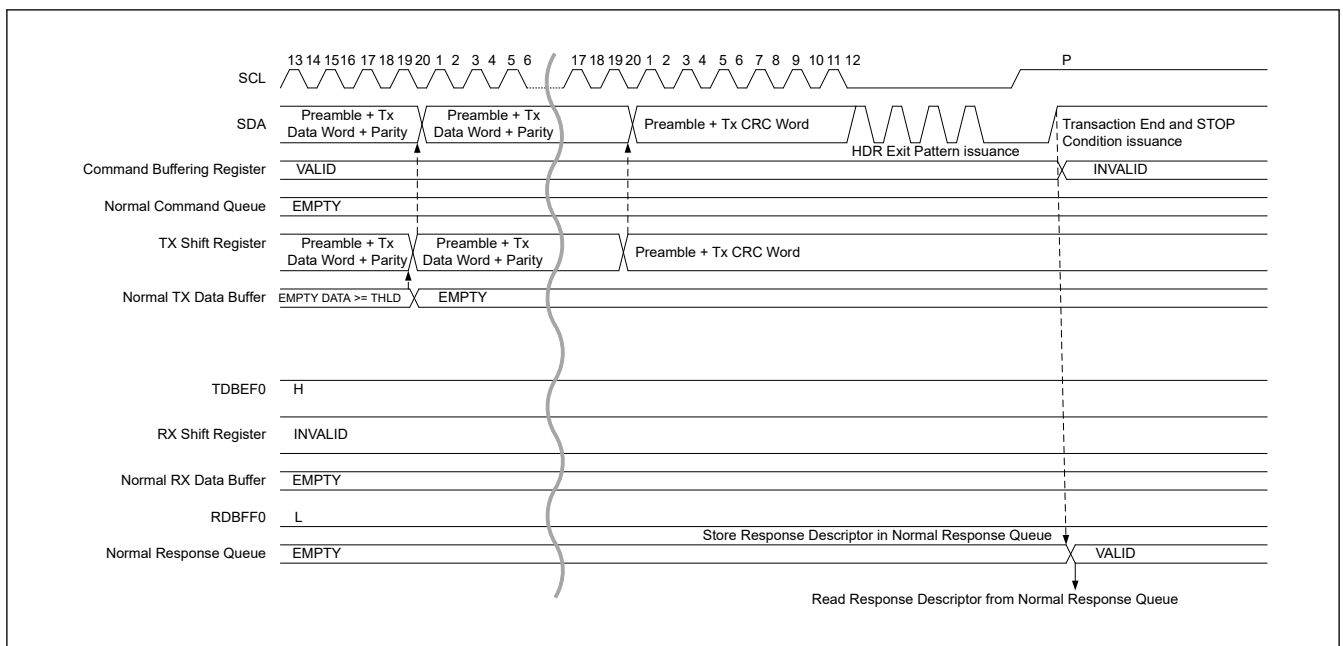 13 14 15 16 17 18 19 20 1 2 3 4 5 6 17 18 19 20 1 2 3 4 5 6 7 8 9 10 11 12 P
SCL
SDA
Preamble + Tx
Data Word + Parity
Preamble + Tx
Data Word + Parity
Preamble + Tx CRC Word
HDR Exit Pattern issuance
Transaction End and STOP
Condition issuance
Command Buffering Register VALID INVALID
Normal Command Queue EMPTY
TX Shift Register
Preamble + Tx
Data Word + Parity
Preamble + Tx
Data Word + Parity
Preamble + Tx CRC Word
Normal TX Data Buffer EMPTY DATA >= THLD EMPTY
TDBEF0 H
RX Shift Register INVALID
Normal RX Data Buffer EMPTY
RDBFF0 L
Store Response Descriptor in Normal Response Queue
Normal Response Queue EMPTY VALID
Read Response Descriptor from Normal Response Queue